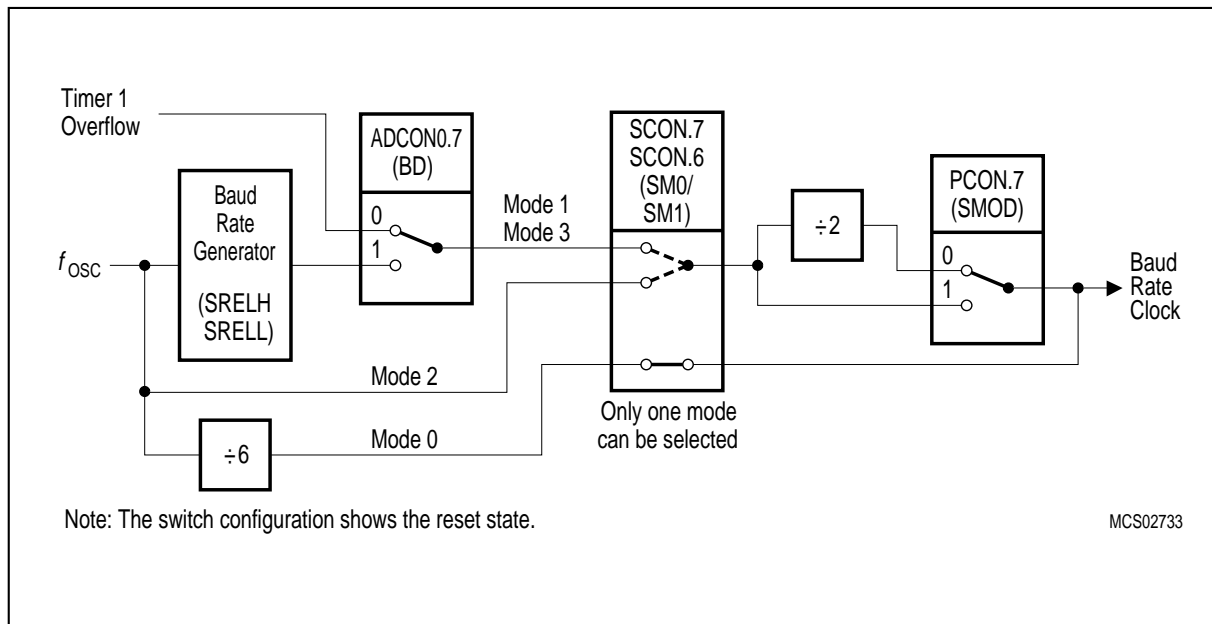 Timer 1
Overflow
ADCON0.7
(BD)
0
1
Baud
Rate
Generator
(SRELH
SRELL)
f OSC
Mode 1
Mode 3
SCON.7
SCON.6
(SM0/
SM1)
÷2
PCON.7
(SMOD)
0
1
Baud
Rate
Clock
Mode 2
Only one mode
can be selected
Mode 0
÷6
Note: The switch configuration shows the reset state.
MCS02733